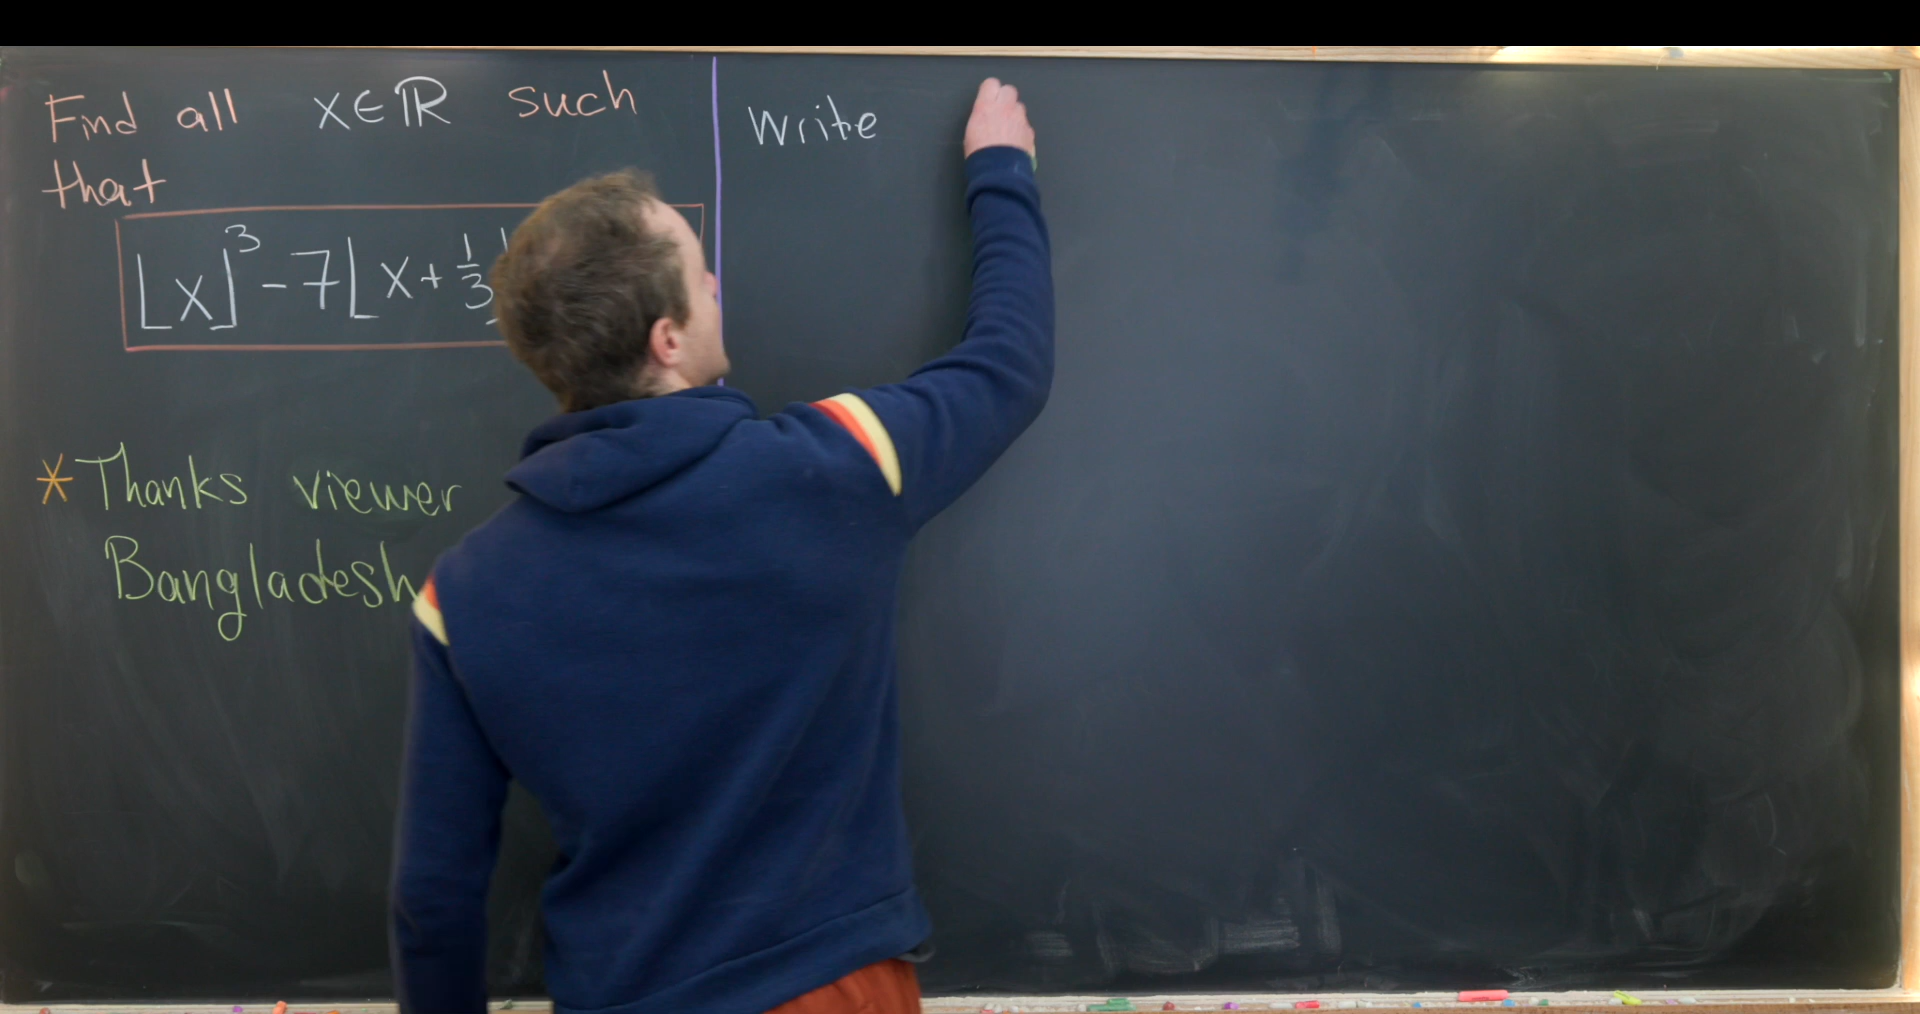 Find all x∈ℝ such
that
⌊x⌋³ - 7⌊x + 1/3⌋
* Thanks viewer
Bangladesh
Write